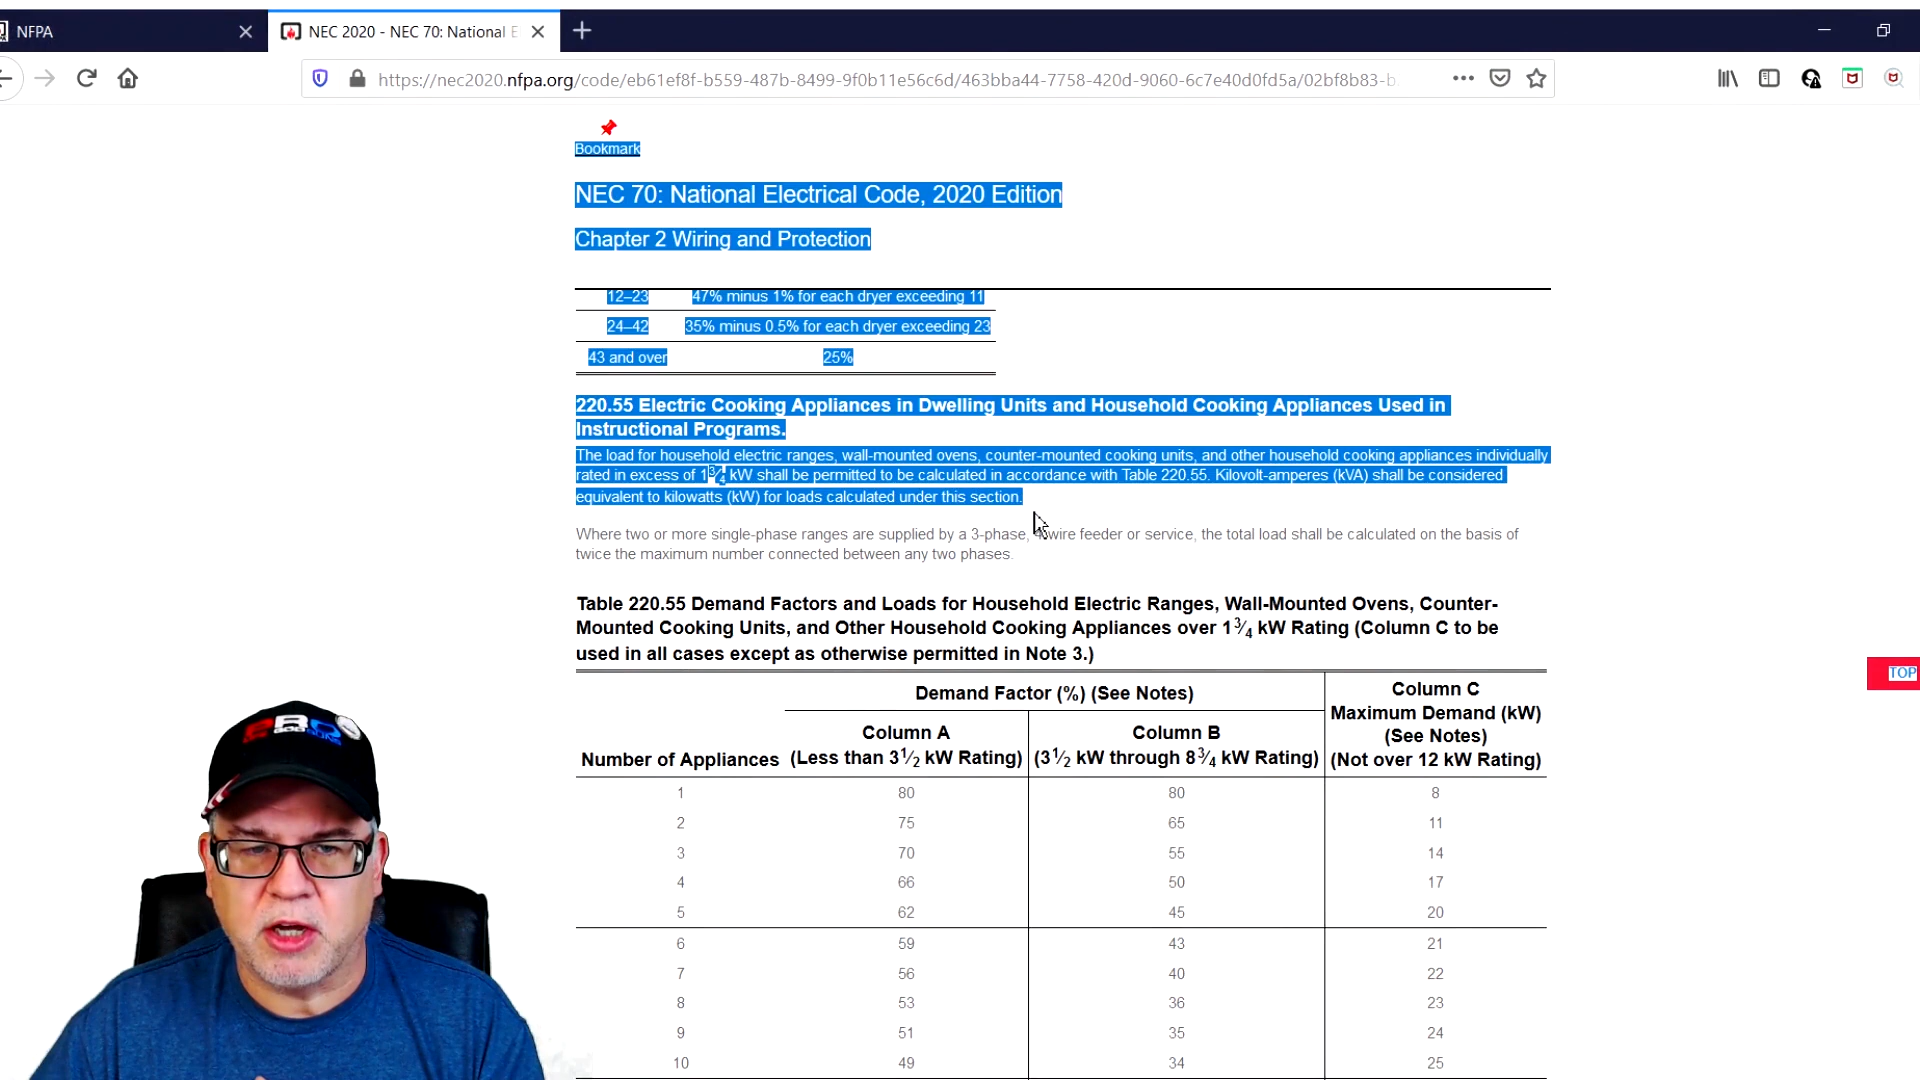 NFPA
NEC 2020 - NEC 70: National E
https://nec2020.nfpa.org/code/eb61ef8f-b559-487b-8499-9f0b11e56c6d/463bba44-7758-420d-9060-6c7e40d0fd5a/02bf8b83-b
Bookmark
NEC 70: National Electrical Code, 2020 Edition
Chapter 2 Wiring and Protection
12–23 47% minus 1% for each dryer exceeding 11
24–42 35% minus 0.5% for each dryer exceeding 23
43 and over 25%
220.55 Electric Cooking Appliances in Dwelling Units and Household Cooking Appliances Used in
Instructional Programs.
The load for household electric ranges, wall-mounted ovens, counter-mounted cooking units, and other household cooking appliances individually
rated in excess of 1 3⁄4 kW shall be permitted to be calculated in accordance with Table 220.55. Kilovolt-amperes (kVA) shall be considered
equivalent to kilowatts (kW) for loads calculated under this section.
Where two or more single-phase ranges are supplied by a 3-phase, 4-wire feeder or service, the total load shall be calculated on the basis of
twice the maximum number connected between any two phases.
TOP
Table 220.55 Demand Factors and Loads for Household Electric Ranges, Wall-Mounted Ovens, Counter-
Mounted Cooking Units, and Other Household Cooking Appliances over 1 3⁄4 kW Rating (Column C to be
used in all cases except as otherwise permitted in Note 3.)
Demand Factor (%) (See Notes)
Column C
Maximum Demand (kW)
(See Notes)
(Not over 12 kW Rating)
Column A
(Less than 3 1⁄2 kW Rating)
Column B
(3 1⁄2 kW through 8 3⁄4 kW Rating)
Number of Appliances
1 80 80 8
2 75 65 11
3 70 55 14
4 66 50 17
5 62 45 20
6 59 43 21
7 56 40 22
8 53 36 23
9 51 35 24
10 49 34 25